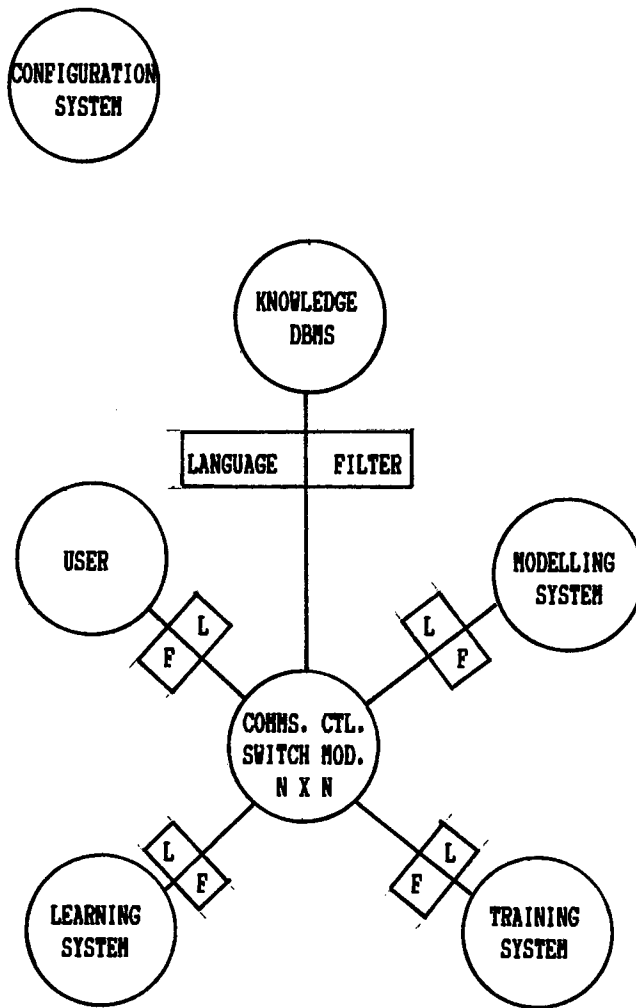 CONFIGURATION
SYSTEM
KNOWLEDGE
DBMS
LANGUAGE FILTER
USER
MODELLING
SYSTEM
L
F
L
F
COMMS. CTL.
SWITCH MOD.
N X N
L
F
L
F
LEARNING
SYSTEM
TRAINING
SYSTEM